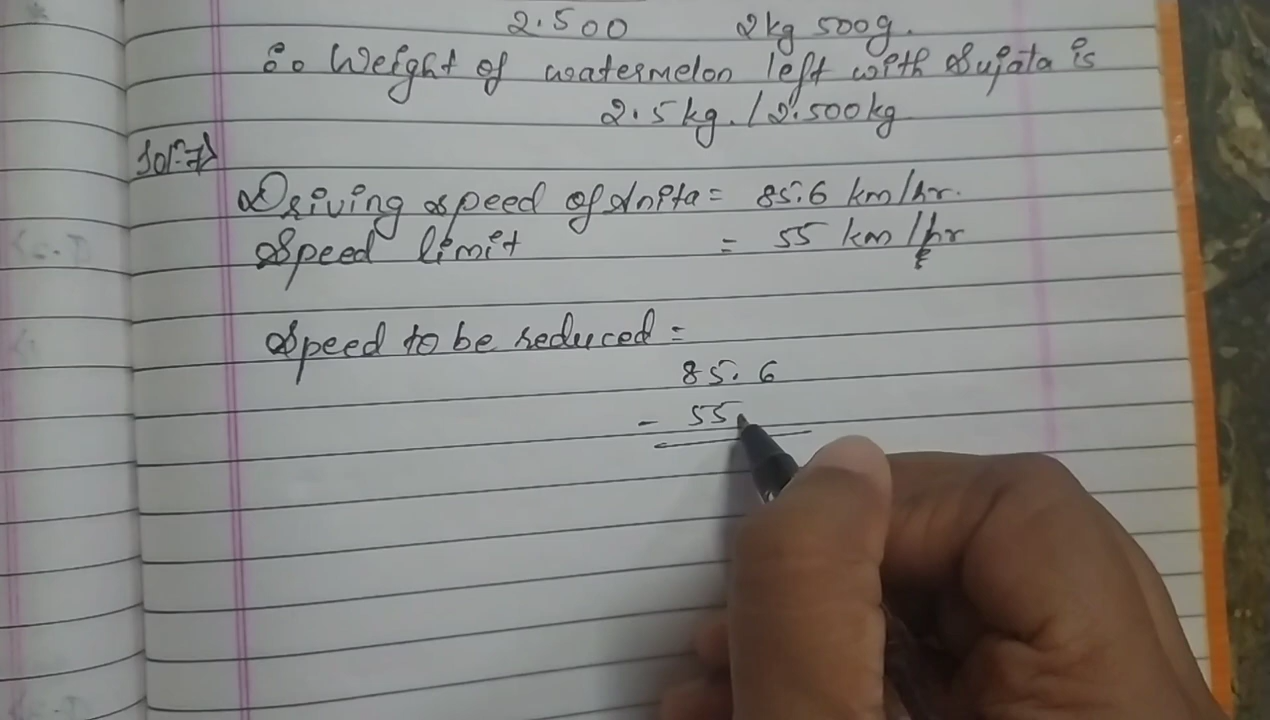 2.500 2kg 500g.
∴ Weight of watermelon left with Sujata is
2.5kg. / 2.500kg
Sol-7>
Driving speed of Anita = 85.6 km/hr.
Speed limit = 55 km/hr
Speed to be reduced =
85.6
- 55.